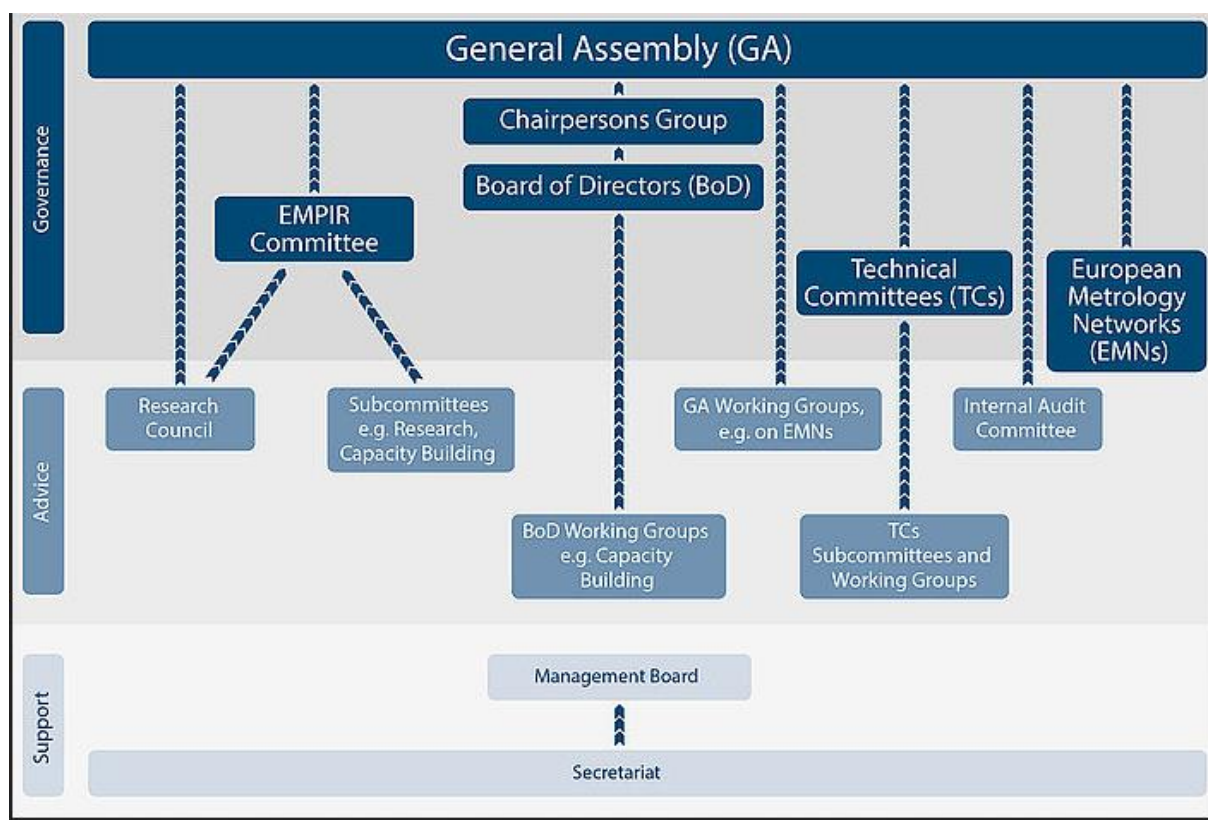 General Assembly (GA)
Governance
Chairpersons Group
Board of Directors (BoD)
EMPIR
Committee
Technical
Committees (TCs)
European
Metrology
Networks
(EMNs)
Advice
Research
Council
Subcommittees
e.g. Research,
Capacity Building
GA Working Groups,
e.g. on EMNs
Internal Audit
Committee
BoD Working Groups
e.g. Capacity
Building
TCs
Subcommittees and
Working Groups
Support
Management Board
Secretariat